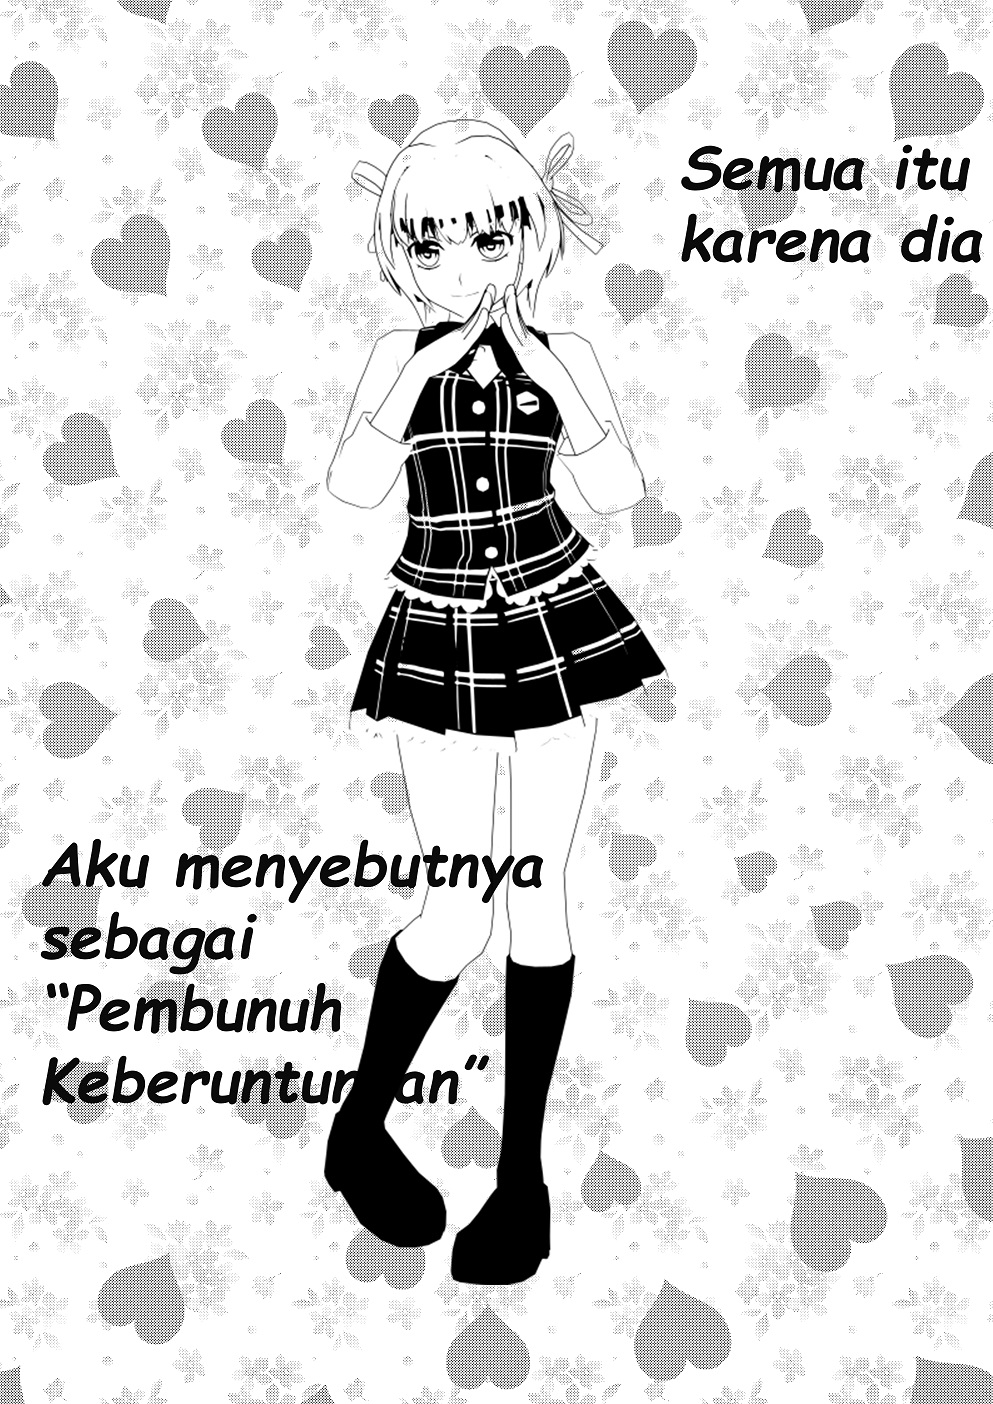 Semua itu
karena dia
Aku menyebutnya
sebagai
“Pembunuh
Keberuntungan”